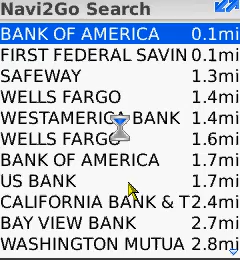 Navi2Go Search
BANK OF AMERICA 0.1mi
FIRST FEDERAL SAVIN 0.1mi
SAFEWAY 1.3mi
WELLS FARGO 1.4mi
WESTAMERICA BANK 1.4mi
WELLS FARGO 1.6mi
BANK OF AMERICA 1.7mi
US BANK 1.7mi
CALIFORNIA BANK & T 2.4mi
BAY VIEW BANK 2.7mi
WASHINGTON MUTUA 2.8mi